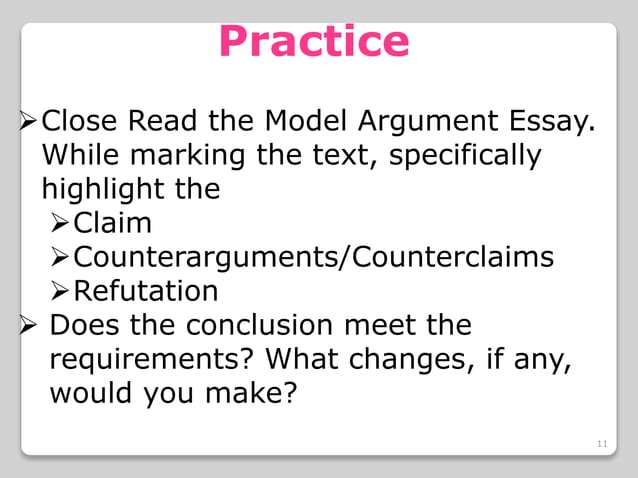 Practice
➢Close Read the Model Argument Essay.
While marking the text, specifically
highlight the
➢Claim
➢Counterarguments/Counterclaims
➢Refutation
➢ Does the conclusion meet the
requirements? What changes, if any,
would you make?
11